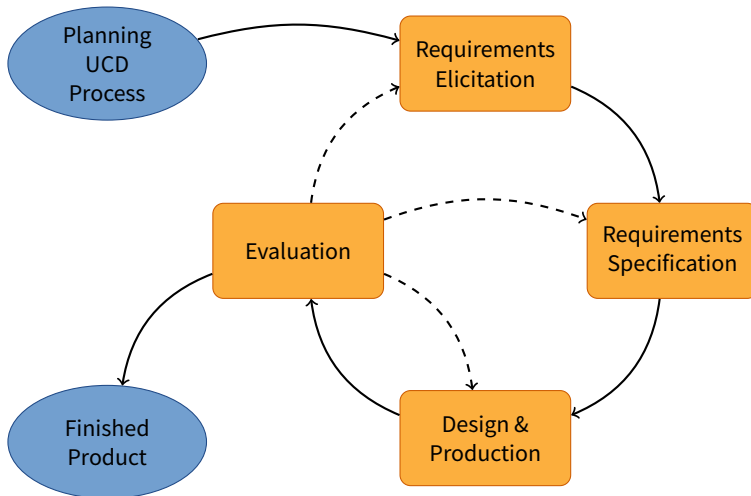 Planning
UCD
Process
Requirements
Elicitation
Evaluation
Requirements
Specification
Finished
Product
Design &
Production